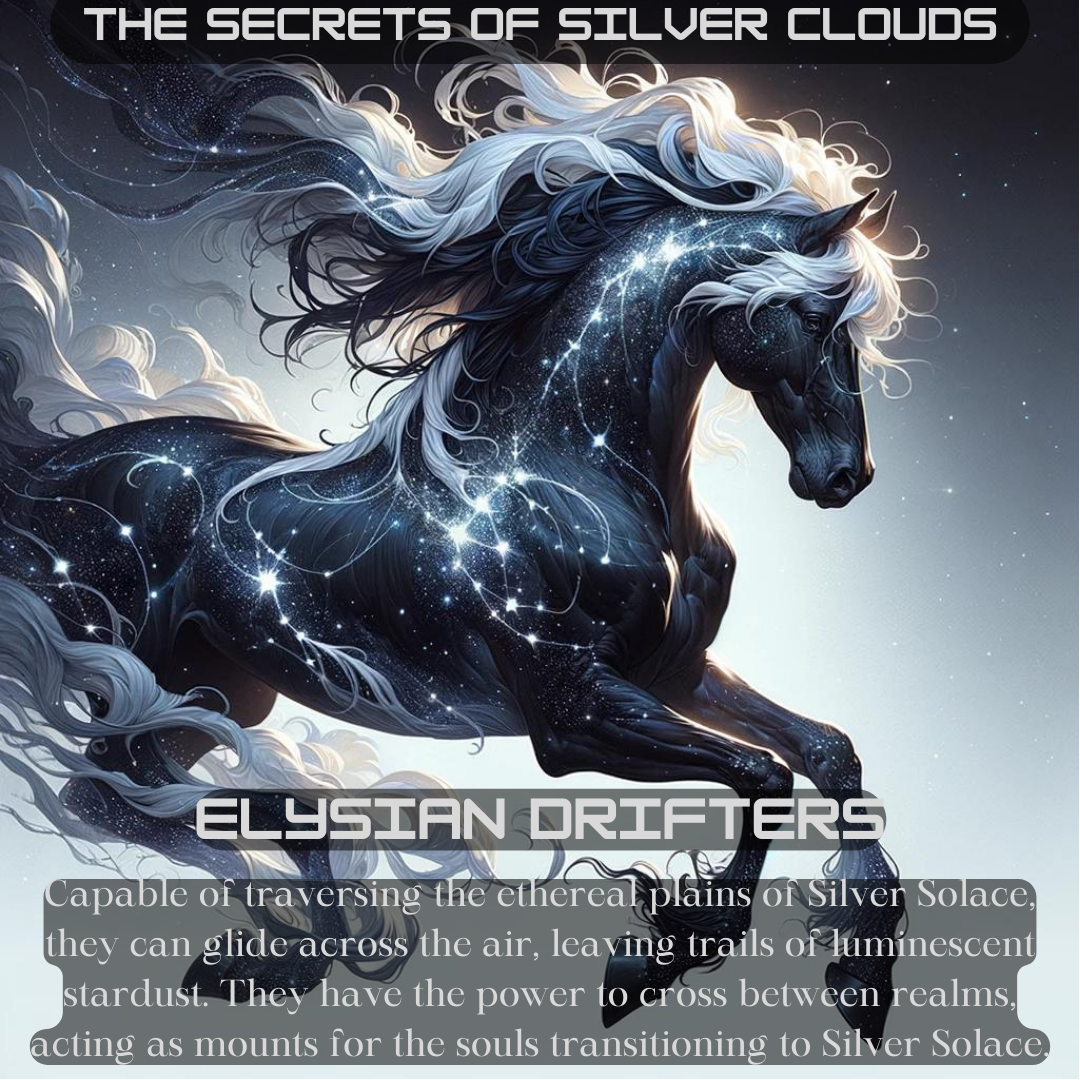 THE SECRETS OF SILVER CLOUDS
ELYSIAN DRIFTERS
Capable of traversing the ethereal plains of Silver Solace,
they can glide across the air, leaving trails of luminescent
stardust. They have the power to cross between realms,
acting as mounts for the souls transitioning to Silver Solace.